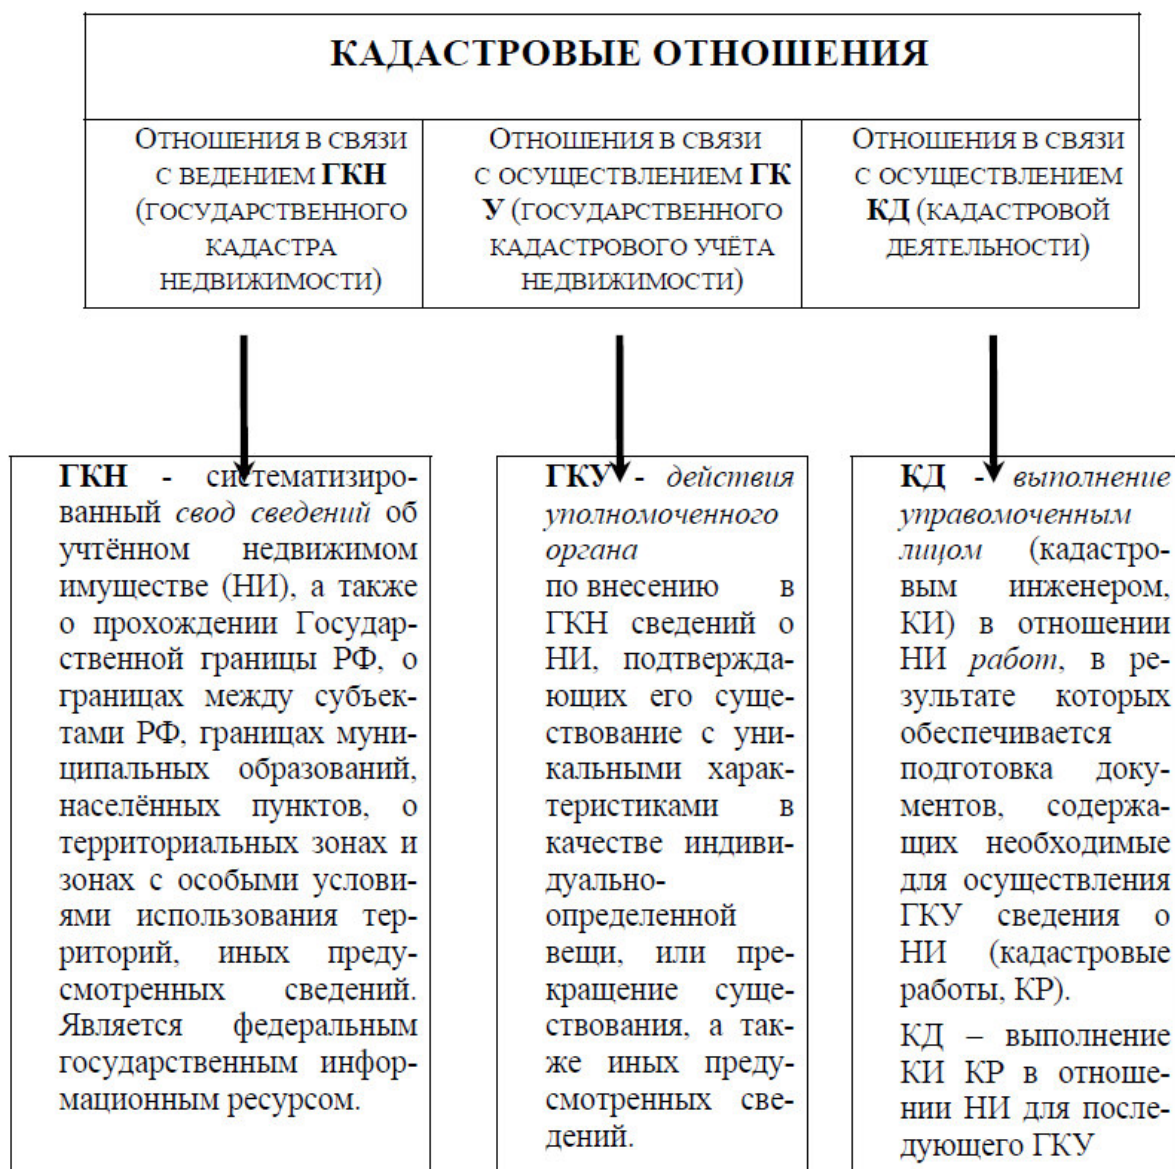 КАДАСТРОВЫЕ ОТНОШЕНИЯ
ОТНОШЕНИЯ В СВЯЗИ
С ВЕДЕНИЕМ ГКН
(ГОСУДАРСТВЕННОГО
КАДАСТРА
НЕДВИЖИМОСТИ)
ОТНОШЕНИЯ В СВЯЗИ
С ОСУЩЕСТВЛЕНИЕМ ГК
У (ГОСУДАРСТВЕННОГО
КАДАСТРОВОГО УЧЁТА
НЕДВИЖИМОСТИ)
ОТНОШЕНИЯ В СВЯЗИ
С ОСУЩЕСТВЛЕНИЕМ
КД (КАДАСТРОВОЙ
ДЕЯТЕЛЬНОСТИ)
ГКН - систематизиро-
ванный свод сведений об
учтённом недвижимом
имуществе (НИ), а также
о прохождении Государ-
ственной границы РФ, о
границах между субъек-
тами РФ, границах муни-
ципальных образований,
населённых пунктов, о
территориальных зонах и
зонах с особыми услови-
ями использования тер-
риторий, иных преду-
смотренных сведений.
Является федеральным
государственным инфор-
мационным ресурсом.
ГКУ - действия
уполномоченного
органа
по внесению в
ГКН сведений о
НИ, подтвержда-
ющих его суще-
ствование с уни-
кальными харак-
теристиками в
качестве индиви-
дуально-
определенной
вещи, или пре-
кращение суще-
ствования, а так-
же иных преду-
смотренных све-
дений.
КД - выполнение
управомоченным
лицом (кадастро-
вым инженером,
КИ) в отношении
НИ работ, в ре-
зультате которых
обеспечивается
подготовка доку-
ментов, содержа-
щих необходимые
для осуществления
ГКУ сведения о
НИ (кадастровые
работы, КР).
КД – выполнение
КИ КР в отноше-
нии НИ для после-
дующего ГКУ